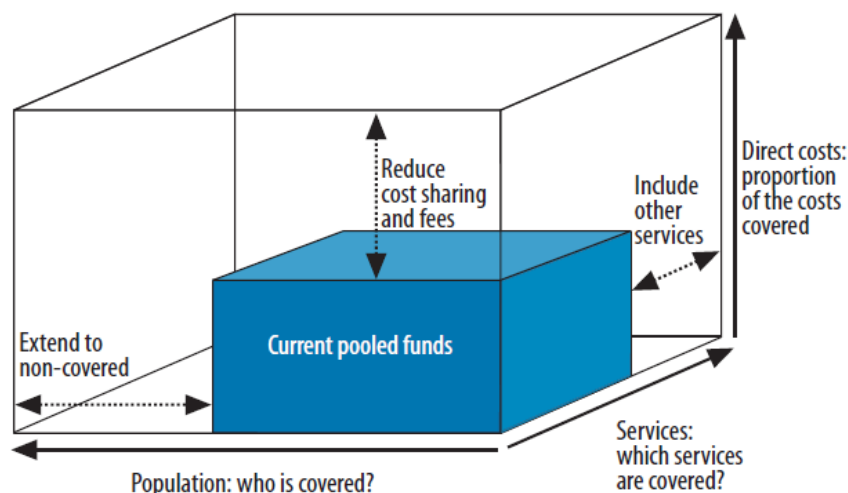 Reduce
cost sharing
and fees
Include
other
services
Direct costs:
proportion
of the costs
covered
Extend to
non-covered
Current pooled funds
Services:
which services
are covered?
Population: who is covered?